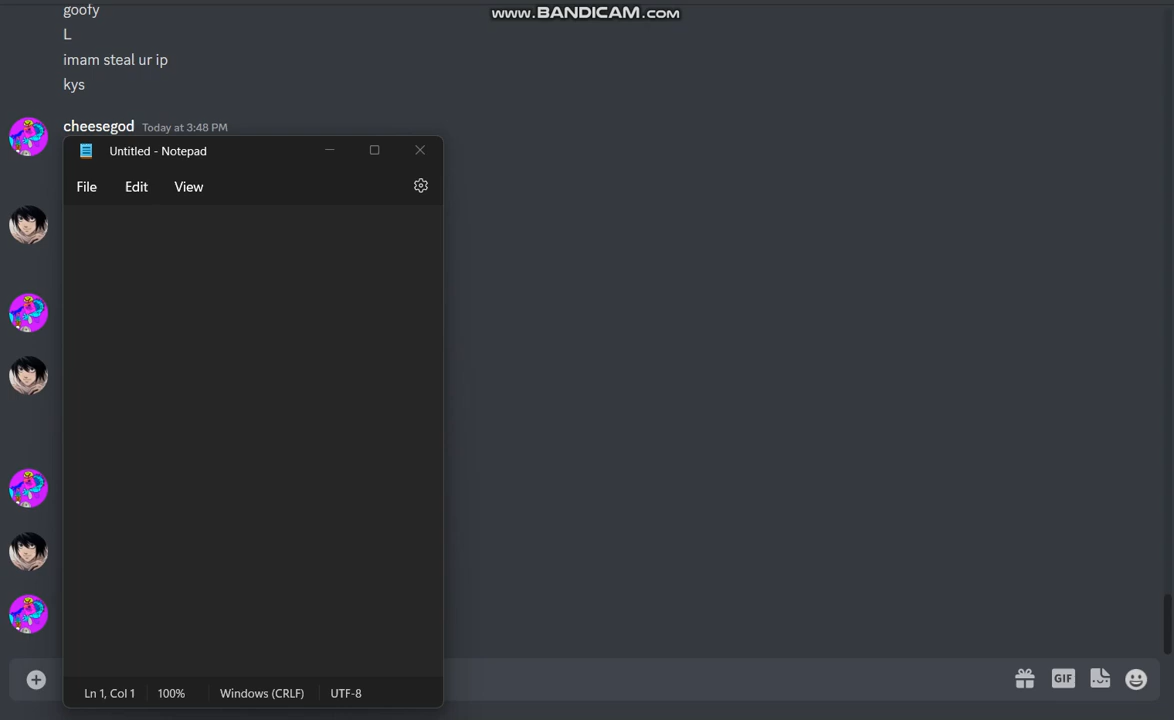 goofy
www.BANDICAM.com
L
imam steal ur ip
kys
cheesegod Today at 3:48 PM
Untitled - Notepad
File Edit View
GIF
Ln 1, Col 1 100% Windows (CRLF) UTF-8